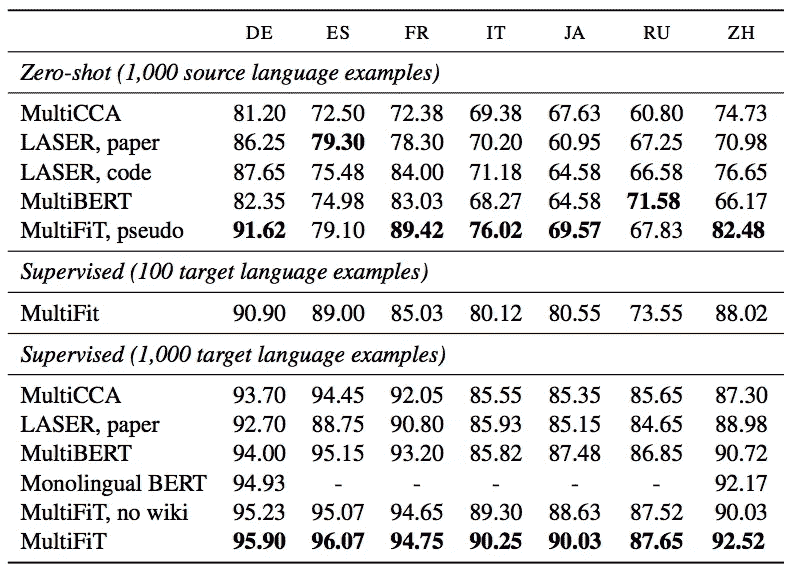 DE ES FR IT JA RU ZH
Zero-shot (1,000 source language examples)
MultiCCA 81.20 72.50 72.38 69.38 67.63 60.80 74.73
LASER, paper 86.25 79.30 78.30 70.20 60.95 67.25 70.98
LASER, code 87.65 75.48 84.00 71.18 64.58 66.58 76.65
MultiBERT 82.35 74.98 83.03 68.27 64.58 71.58 66.17
MultiFiT, pseudo 91.62 79.10 89.42 76.02 69.57 67.83 82.48
Supervised (100 target language examples)
MultiFit 90.90 89.00 85.03 80.12 80.55 73.55 88.02
Supervised (1,000 target language examples)
MultiCCA 93.70 94.45 92.05 85.55 85.35 85.65 87.30
LASER, paper 92.70 88.75 90.80 85.93 85.15 84.65 88.98
MultiBERT 94.00 95.15 93.20 85.82 87.48 86.85 90.72
Monolingual BERT 94.93 - - - - - 92.17
MultiFiT, no wiki 95.23 95.07 94.65 89.30 88.63 87.52 90.03
MultiFiT 95.90 96.07 94.75 90.25 90.03 87.65 92.52